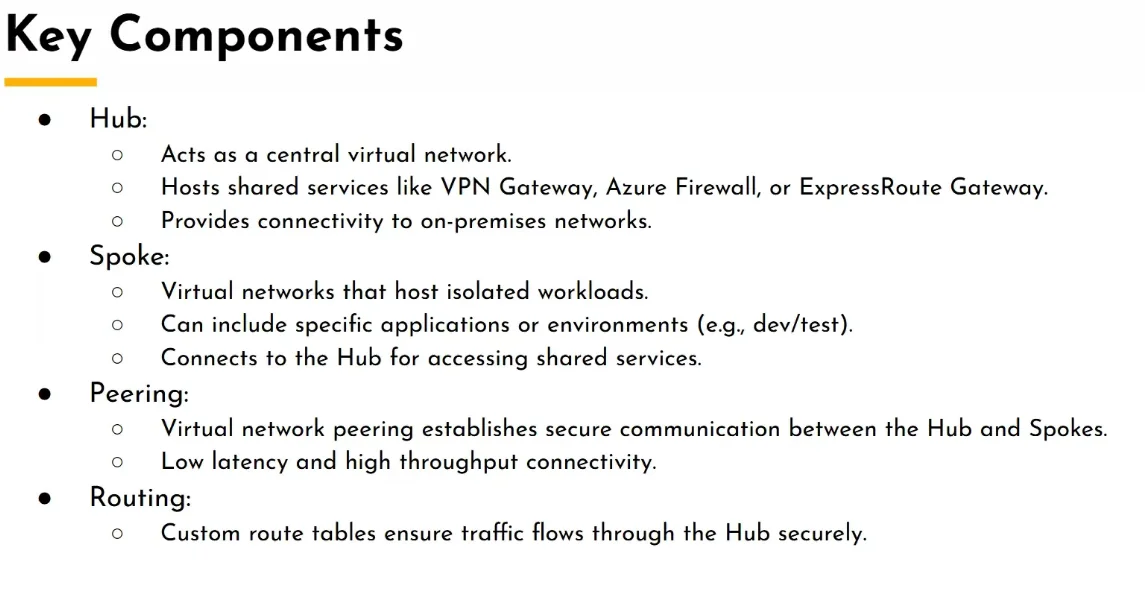 Key Components
● Hub:
○ Acts as a central virtual network.
○ Hosts shared services like VPN Gateway, Azure Firewall, or ExpressRoute Gateway.
○ Provides connectivity to on-premises networks.
● Spoke:
○ Virtual networks that host isolated workloads.
○ Can include specific applications or environments (e.g., dev/test).
○ Connects to the Hub for accessing shared services.
● Peering:
○ Virtual network peering establishes secure communication between the Hub and Spokes.
○ Low latency and high throughput connectivity.
● Routing:
○ Custom route tables ensure traffic flows through the Hub securely.